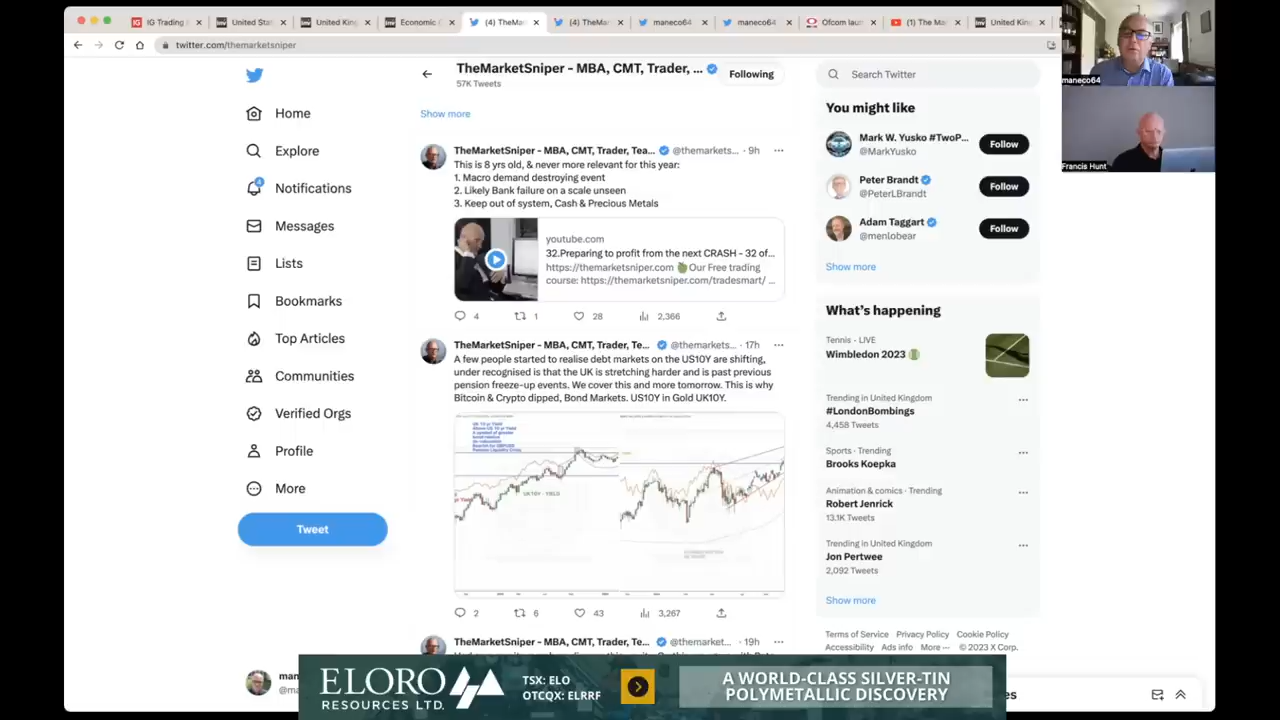 IG Trading
United Stat
United King
Economic C
(4) TheMar
(4) TheMar
maneco64
maneco64
Ofcom laun
(1) The Ma
United King
twitter.com/themarketsniper
TheMarketSniper - MBA, CMT, Trader, ...
57K Tweets
Following
Search Twitter
Home
Explore
4
Notifications
Messages
Lists
Bookmarks
Top Articles
Communities
Verified Orgs
Profile
More
Tweet
Show more
TheMarketSniper - MBA, CMT, Trader, Tea... @themarkets... · 9h
This is 8 yrs old, & never more relevant for this year:
1. Macro demand destroying event
2. Likely Bank failure on a scale unseen
3. Keep out of system, Cash & Precious Metals
youtube.com
32.Preparing to profit from the next CRASH - 32 of...
https://themarketsniper.com 🍏Our Free trading
course: https://themarketsniper.com/tradesmart/ ...
4 1 28 2,366
TheMarketSniper - MBA, CMT, Trader, Te... @themarkets... · 17h
A few people started to realise debt markets on the US10Y are shifting,
under recognised is that the UK is stretching harder and is past previous
pension freeze-up events. We cover this and more tomorrow. This is why
Bitcoin & Crypto dipped, Bond Markets. US10Y in Gold UK10Y.
UK 10 yr Yield
UK10Y - YIELD
2 6 43 3,267
TheMarketSniper - MBA, CMT, Trader, Te... @themarket... · 19h
You might like
Mark W. Yusko #TwoP...
@MarkYusko
Follow
Peter Brandt
@PeterLBrandt
Follow
Adam Taggart
@menlobear
Follow
Show more
What's happening
Tennis · LIVE
Wimbledon 2023
Trending in United Kingdom
#LondonBombings
4,458 Tweets
Sports · Trending
Brooks Koepka
Animation & comics · Trending
Robert Jenrick
13.1K Tweets
Trending in United Kingdom
Jon Pertwee
2,092 Tweets
Show more
Terms of Service Privacy Policy Cookie Policy
Accessibility Ads info More ··· © 2023 X Corp.
maneco64
Francis Hunt
man
@ma
es
ELORO
RESOURCES LTD.
TSX: ELO
OTCQX: ELRRF
A WORLD-CLASS SILVER-TIN
POLYMETALLIC DISCOVERY